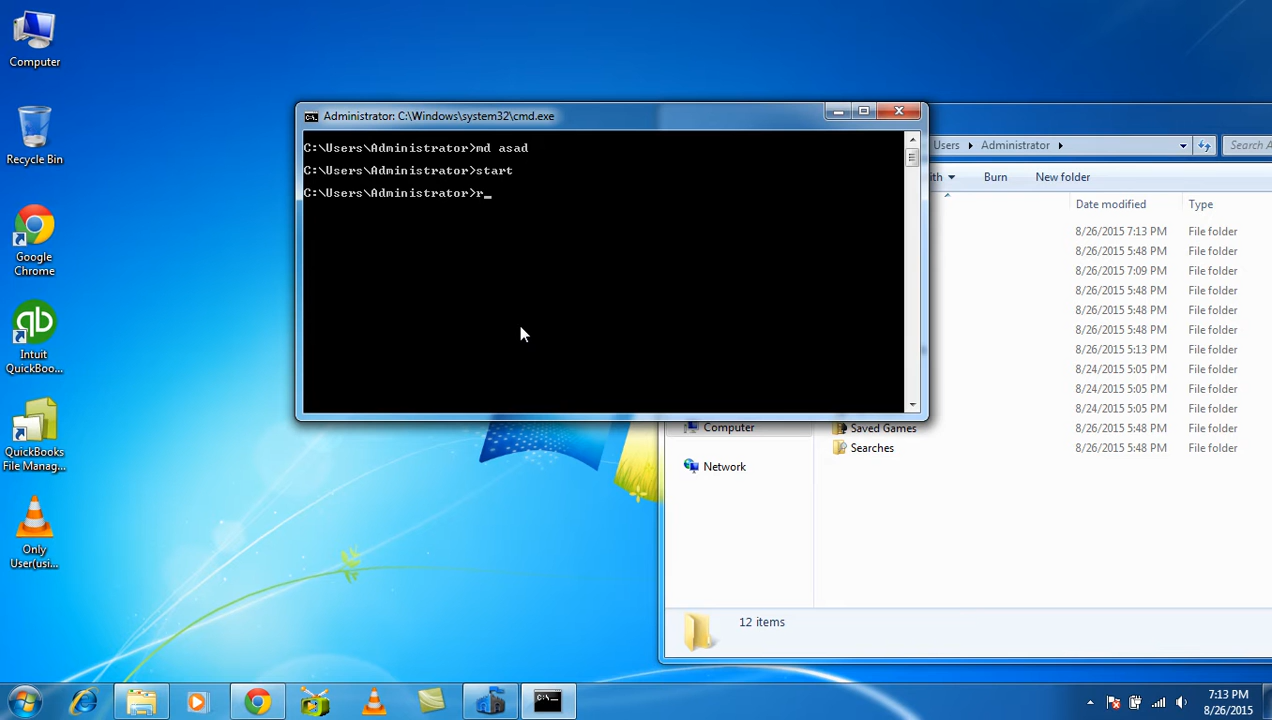 Computer
Recycle Bin
Google
Chrome
Intuit
QuickBoo...
QuickBooks
File Manag...
Only
User(usi...
Administrator: C:\Windows\system32\cmd.exe
C:\Users\Administrator>md asad
C:\Users\Administrator>start
C:\Users\Administrator>r_
Users
Administrator
Search A
ith
Burn
New folder
Date modified
Type
8/26/2015 7:13 PM File folder
8/26/2015 5:48 PM File folder
8/26/2015 7:09 PM File folder
8/26/2015 5:48 PM File folder
8/26/2015 5:48 PM File folder
8/26/2015 5:48 PM File folder
8/26/2015 5:13 PM File folder
8/24/2015 5:05 PM File folder
8/24/2015 5:05 PM File folder
8/24/2015 5:05 PM File folder
Computer
Saved Games
8/26/2015 5:48 PM File folder
Searches
8/26/2015 5:48 PM File folder
Network
12 items
C:\_
7:13 PM
8/26/2015